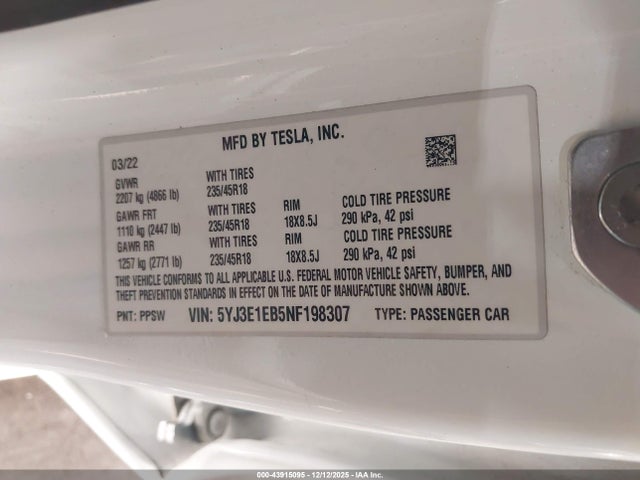 MFD BY TESLA, INC.
03/22
GVWR WITH TIRES
2207 kg (4866 lb) 235/45R18
GAWR FRT WITH TIRES RIM COLD TIRE PRESSURE
1110 kg (2447 lb) 235/45R18 18X8.5J 290 kPa, 42 psi
GAWR RR WITH TIRES RIM COLD TIRE PRESSURE
1257 kg (2771 lb) 235/45R18 18X8.5J 290 kPa, 42 psi
THIS VEHICLE CONFORMS TO ALL APPLICABLE U.S. FEDERAL MOTOR VEHICLE SAFETY, BUMPER, AND
THEFT PREVENTION STANDARDS IN EFFECT ON THE DATE OF MANUFACTURE SHOWN ABOVE.
PNT: PPSW VIN: 5YJ3E1EB5NF198307 TYPE: PASSENGER CAR
000-43915095 - 12/12/2025 - IAA Inc.